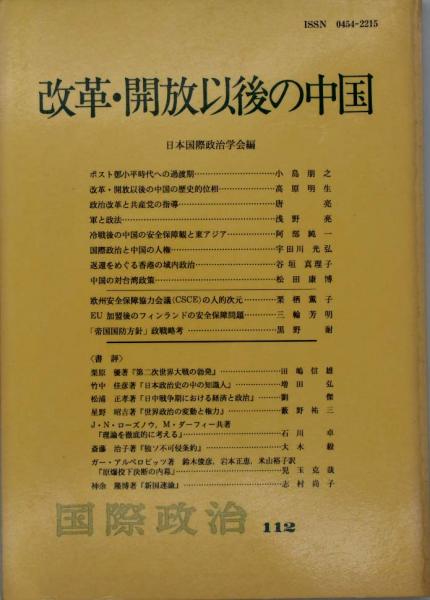 ISSN 0454-2215
改革・開放以後の中国
日本国際政治学会編
ポスト鄧小平時代への過渡期…………小島朋之
改革・開放以後の中国の歴史的位相…………高原明生
政治改革と共産党の指導…………唐 亮
軍と政法…………浅野 亮
冷戦後の中国の安全保障観と東アジア…………阿部純一
国際政治と中国の人権…………宇田川光弘
返還をめぐる香港の域内政治…………谷垣真理子
中国の対台湾政策…………松田康博
欧州安全保障協力会議(CSCE)の人的次元…………栗栖薫子
EU加盟後のフィンランドの安全保障問題…………三輪芳明
「帝国国防方針」政戦略考…………黒野 耐
〈書 評〉
栗原 優著『第二次世界大戦の勃発』…………田嶋信雄
竹中佳彦著『日本政治史の中の知識人』…………増田 弘
松浦正孝著『日中戦争期における経済と政治』…………劉 傑
星野昭吉著『世界政治の変動と権力』…………藪野祐三
J・N・ローズノウ, M・ダーフィー共著
『理論を徹底的に考える』…………石川 卓
斎藤治子著『独ソ不可侵条約』…………大木 毅
ガー・アルペロビッツ著 鈴木俊彦, 岩本正恵, 米山裕子訳
『原爆投下決断の内幕』…………児玉克哉
神余隆博著『新国連論』…………志村尚子
国際政治 112